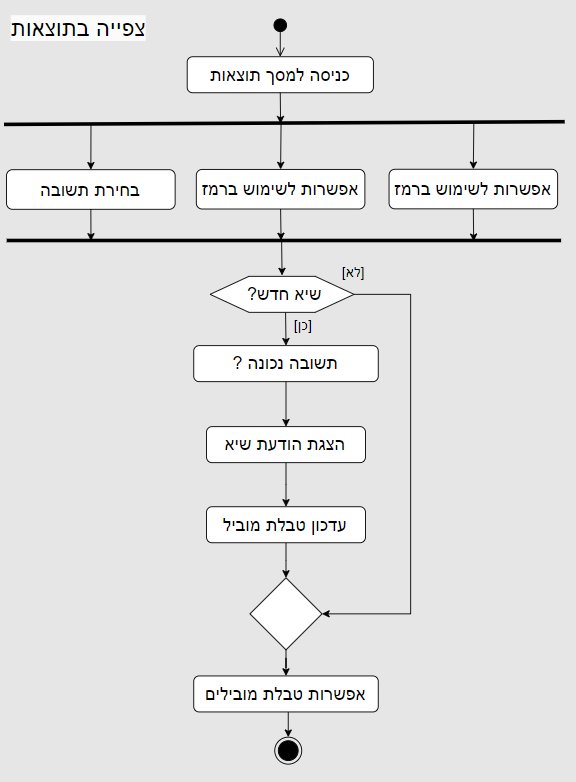 צפייה בתוצאות
כניסה למסך תוצאות
אפשרות לשימוש ברמז
אפשרות לשימוש ברמז
בחירת תשובה
שיא חדש?
[לא]
[כן]
תשובה נכונה ?
הצגת הודעת שיא
עדכון טבלת מוביל
אפשרות טבלת מובילים